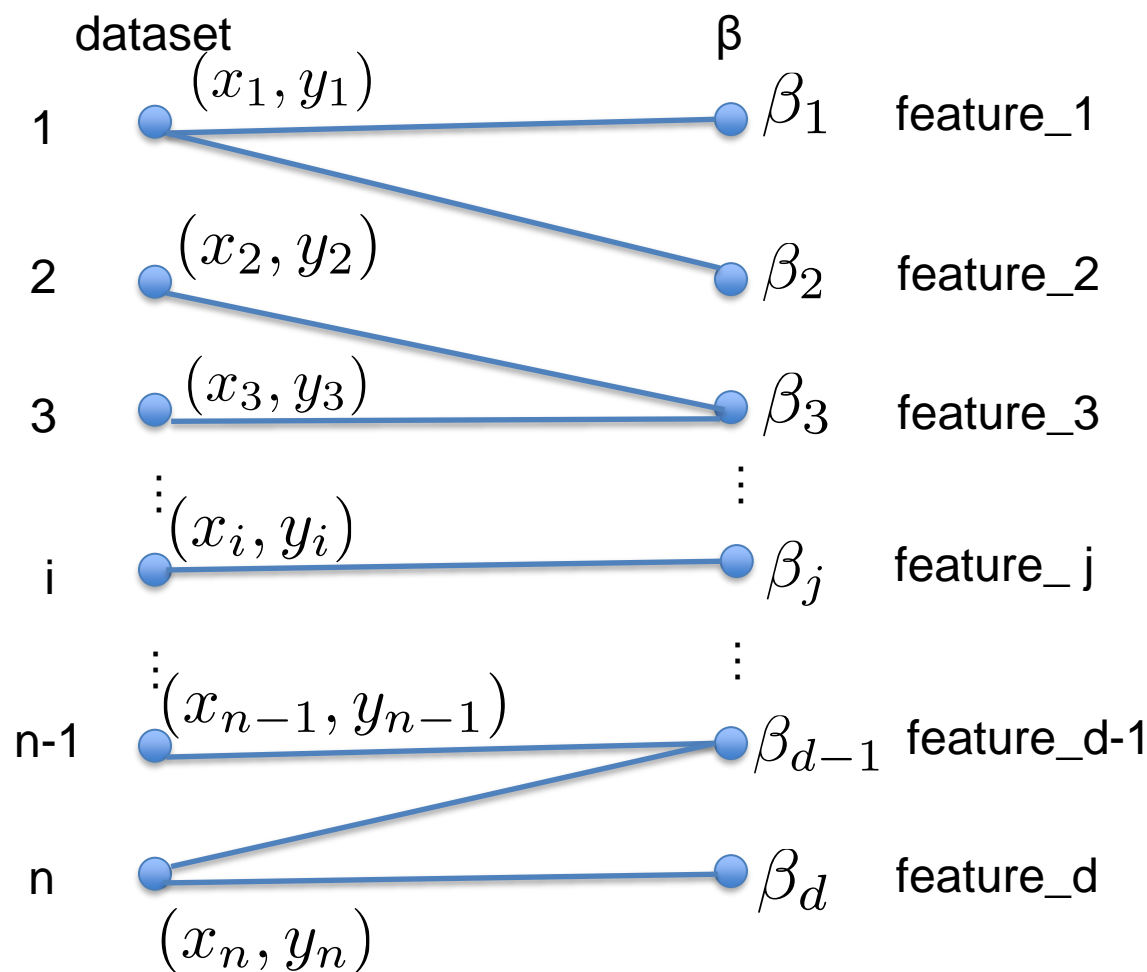 dataset β
(x_1, y_1)
1 β_1 feature_1
(x_2, y_2)
2 β_2 feature_2
(x_3, y_3)
3 β_3 feature_3
⋮ ⋮
(x_i, y_i)
i β_j feature_ j
⋮ ⋮
(x_{n-1}, y_{n-1})
n-1 β_{d-1} feature_d-1
n β_d feature_d
(x_n, y_n)